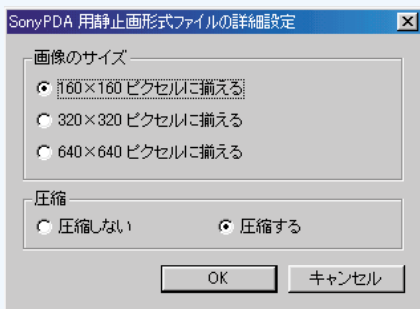 SonyPDA 用静止画形式ファイルの詳細設定
画像のサイズ
160×160 ピクセルに揃える
320×320 ピクセルに揃える
640×640 ピクセルに揃える
圧縮
圧縮しない
圧縮する
OK
キャンセル